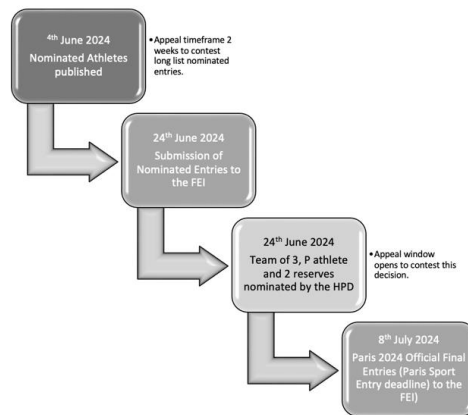 4th June 2024
Nominated Athletes
published
•Appeal timeframe 2
weeks to contest
long list nominated
entries.
24th June 2024
Submission of
Nominated Entries to
the FEI
24th June 2024
Team of 3, P athlete
and 2 reserves
nominated by the HPD
•Appeal window
opens to contest this
decision.
8th July 2024
Paris 2024 Official Final
Entries (Paris Sport
Entry deadline) to the
FEI)